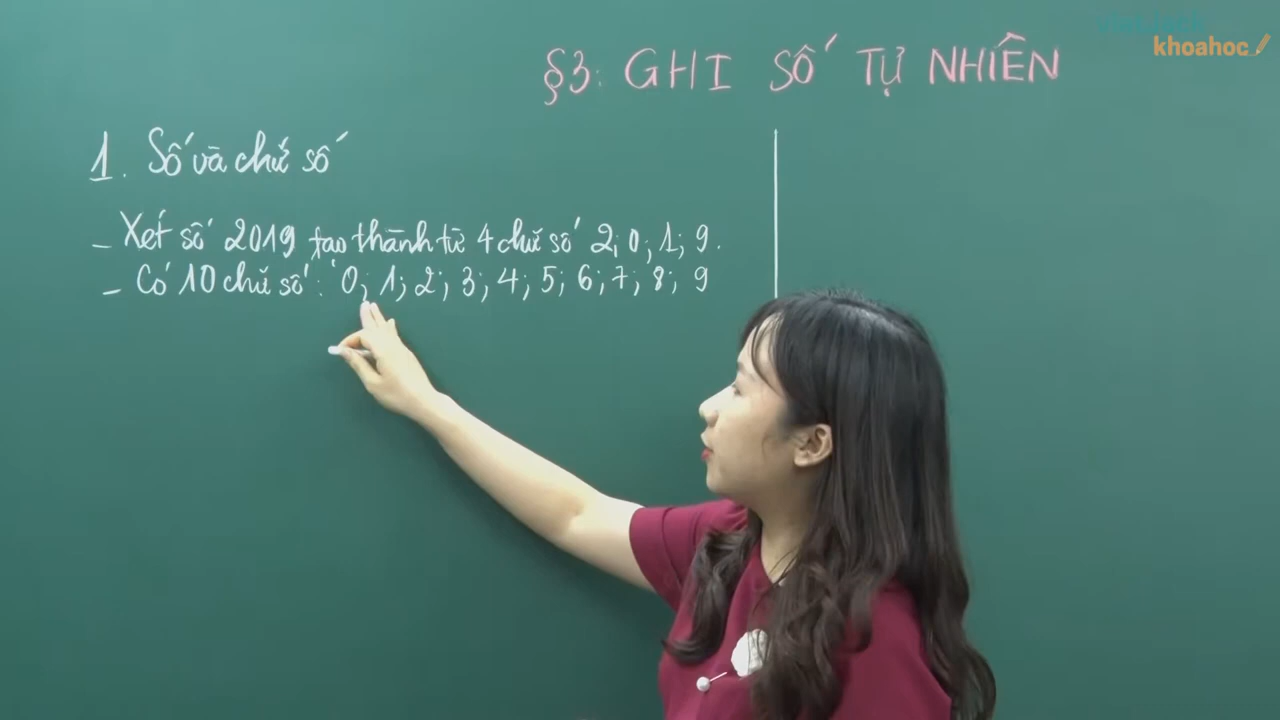 khoahoc
§3: GHI SỐ TỰ NHIÊN
1. Số và chữ số
- Xét số 2019 tạo thành từ 4 chữ số 2; 0; 1; 9.
- Có 10 chữ số: 0; 1; 2; 3; 4; 5; 6; 7; 8; 9